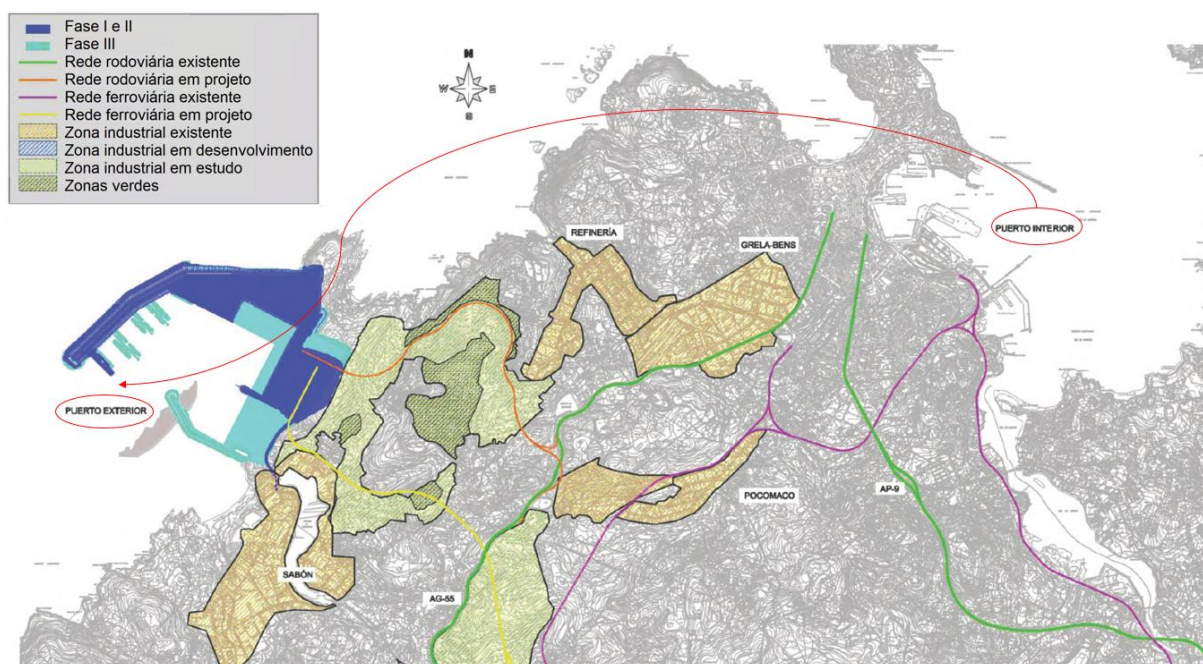 Fase I e II
Fase III
Rede rodoviária existente
Rede rodoviária em projeto
Rede ferroviária existente
Rede ferroviária em projeto
Zona industrial existente
Zona industrial em desenvolvimento
Zona industrial em estudo
Zonas verdes
N
W
E
S
REFINERÍA
GRELA-BENS
PUERTO INTERIOR
PUERTO EXTERIOR
POCOMACO
AP-9
SABÓN
AG-55